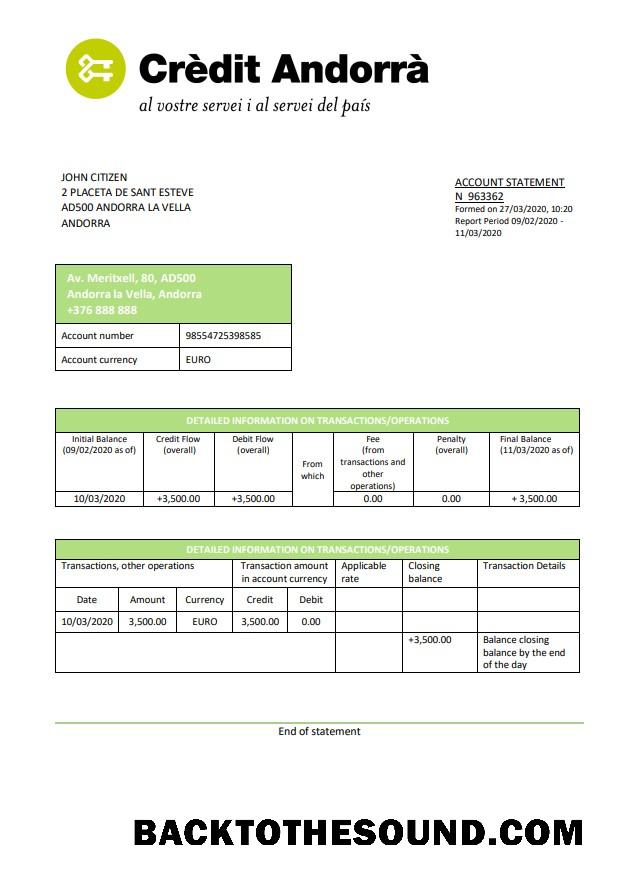 Crèdit Andorrà
al vostre servei i al servei del país
JOHN CITIZEN
2 PLACETA DE SANT ESTEVE
AD500 ANDORRA LA VELLA
ANDORRA
ACCOUNT STATEMENT
N 963362
Formed on 27/03/2020, 10:20
Report Period 09/02/2020 -
11/03/2020
Av. Meritxell, 80, AD500
Andorra la Vella, Andorra
+376 888 888
Account number 98554725398585
Account currency EURO
DETAILED INFORMATION ON TRANSACTIONS/OPERATIONS
Initial Balance
(09/02/2020 as of)
Credit Flow
(overall)
Debit Flow
(overall)
From
which
Fee
(from
transactions and
other
operations)
Penalty
(overall)
Final Balance
(11/03/2020 as of)
10/03/2020 +3,500.00 +3,500.00 0.00 0.00 + 3,500.00
DETAILED INFORMATION ON TRANSACTIONS/OPERATIONS
Transactions, other operations
Transaction amount
in account currency
Applicable
rate
Closing
balance
Transaction Details
Date Amount Currency Credit Debit
10/03/2020 3,500.00 EURO 3,500.00 0.00
+3,500.00
Balance closing
balance by the end
of the day
End of statement
BACKTOTHESOUND.COM